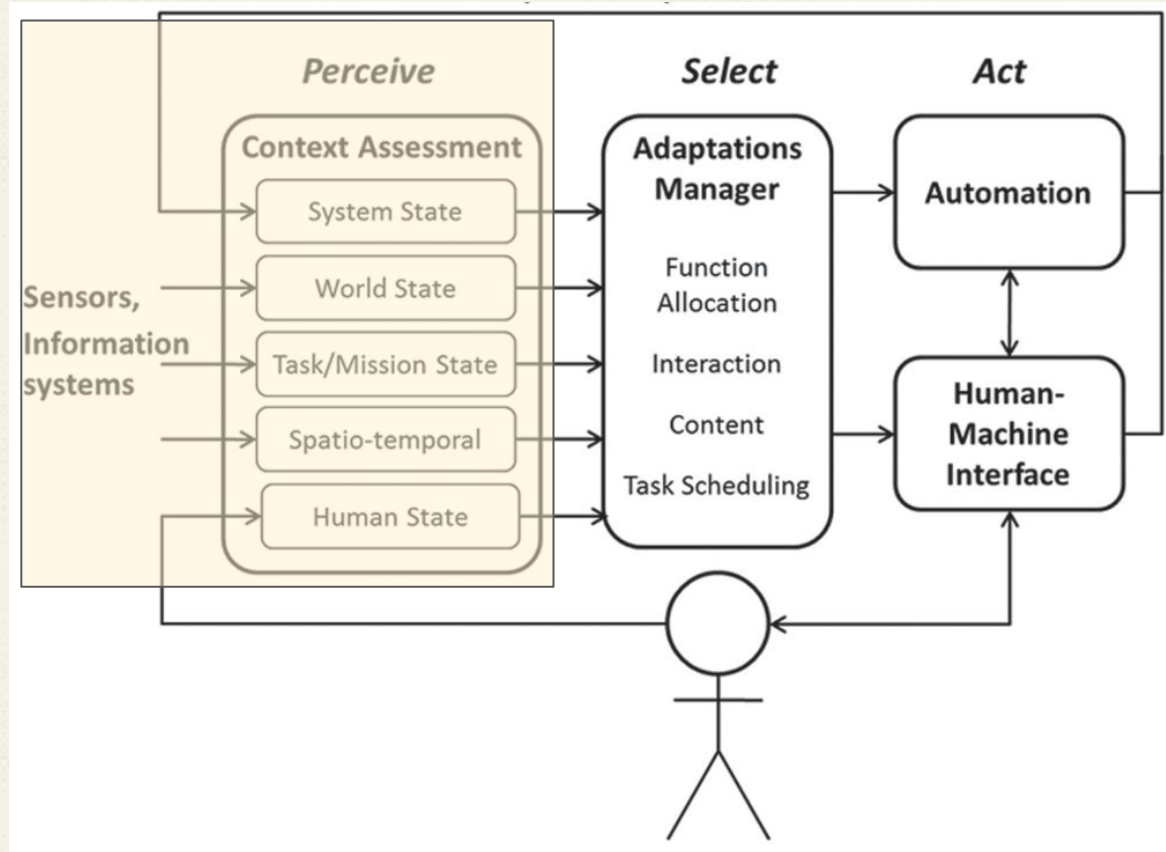 Perceive
Select
Act
Context Assessment
System State
World State
Task/Mission State
Spatio-temporal
Human State
Sensors,
Information
systems
Adaptations
Manager
Function
Allocation
Interaction
Content
Task Scheduling
Automation
Human-
Machine
Interface